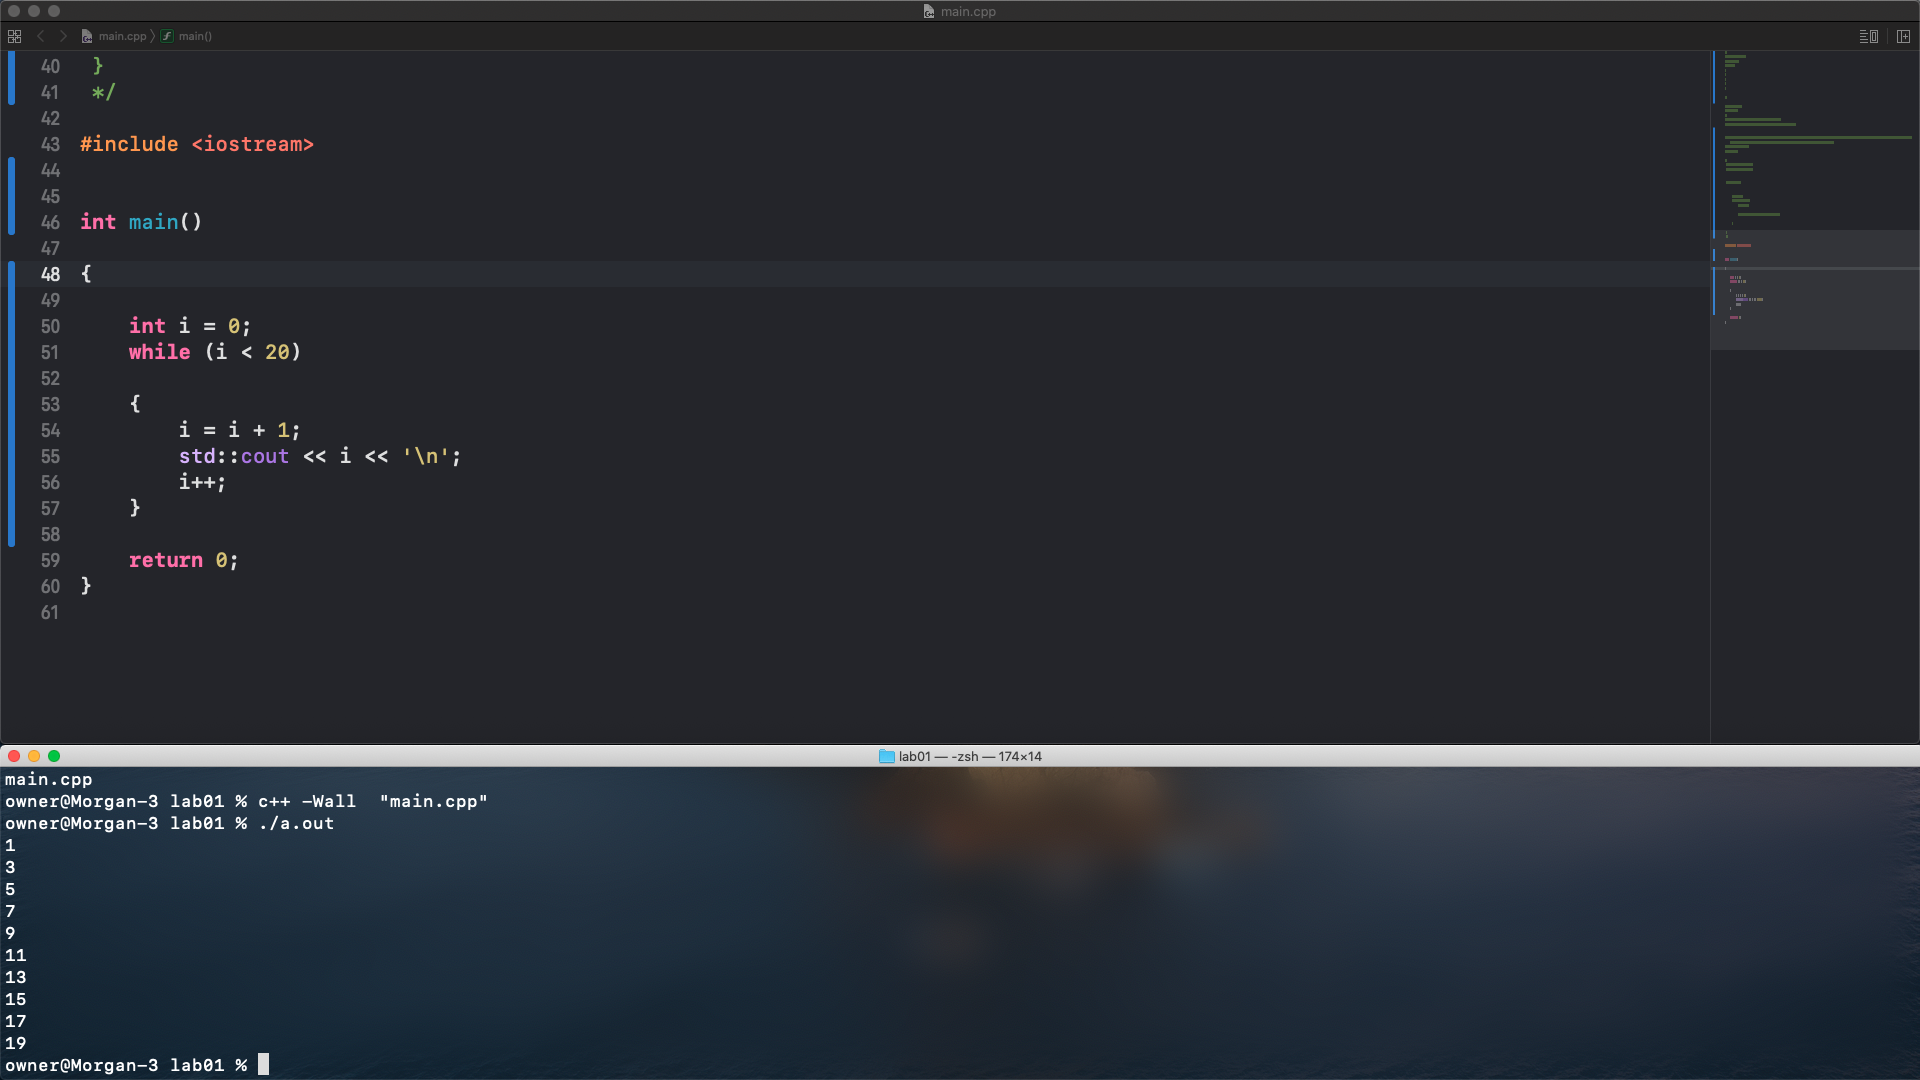 main.cpp
main.cpp main()
40 }
41 */
42
43 #include <iostream>
44
45
46 int main()
47
48 {
49
50 int i = 0;
51 while (i < 20)
52
53 {
54 i = i + 1;
55 std::cout << i << '\n';
56 i++;
57 }
58
59 return 0;
60 }
61
lab01 — -zsh — 174×14
main.cpp
owner@Morgan-3 lab01 % c++ -Wall  "main.cpp"
owner@Morgan-3 lab01 % ./a.out
1
3
5
7
9
11
13
15
17
19
owner@Morgan-3 lab01 %